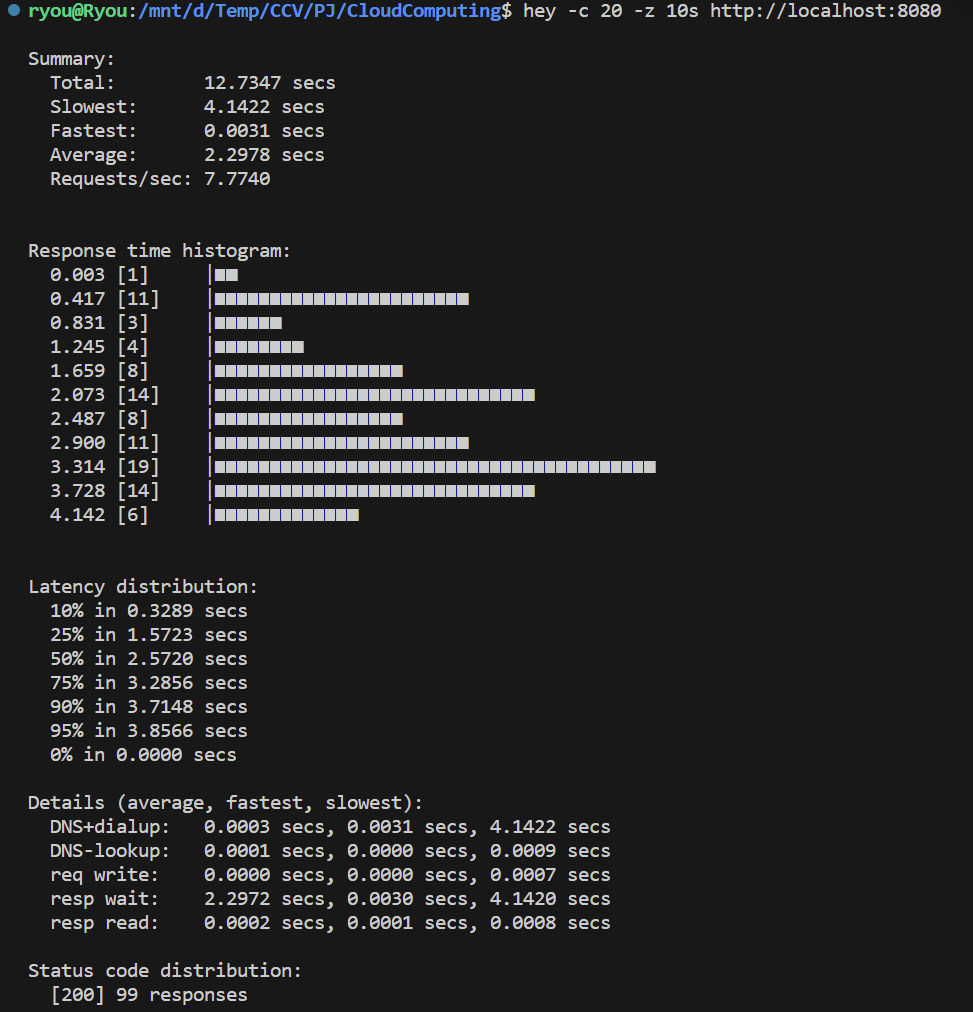 ryou@Ryou:/mnt/d/Temp/CCV/PJ/CloudComputing$ hey -c 20 -z 10s http://localhost:8080
Summary:
Total: 12.7347 secs
Slowest: 4.1422 secs
Fastest: 0.0031 secs
Average: 2.2978 secs
Requests/sec: 7.7740
Response time histogram:
0.003 [1] |■■
0.417 [11] |■■■■■■■■■■■■■■■■■■■■■■■
0.831 [3] |■■■■■■
1.245 [4] |■■■■■■■■
1.659 [8] |■■■■■■■■■■■■■■■■■
2.073 [14] |■■■■■■■■■■■■■■■■■■■■■■■■■■■■■
2.487 [8] |■■■■■■■■■■■■■■■■■
2.900 [11] |■■■■■■■■■■■■■■■■■■■■■■■
3.314 [19] |■■■■■■■■■■■■■■■■■■■■■■■■■■■■■■■■■■■■■■■■
3.728 [14] |■■■■■■■■■■■■■■■■■■■■■■■■■■■■■
4.142 [6] |■■■■■■■■■■■■■
Latency distribution:
10% in 0.3289 secs
25% in 1.5723 secs
50% in 2.5720 secs
75% in 3.2856 secs
90% in 3.7148 secs
95% in 3.8566 secs
0% in 0.0000 secs
Details (average, fastest, slowest):
DNS+dialup: 0.0003 secs, 0.0031 secs, 4.1422 secs
DNS-lookup: 0.0001 secs, 0.0000 secs, 0.0009 secs
req write: 0.0000 secs, 0.0000 secs, 0.0007 secs
resp wait: 2.2972 secs, 0.0030 secs, 4.1420 secs
resp read: 0.0002 secs, 0.0001 secs, 0.0008 secs
Status code distribution:
[200] 99 responses